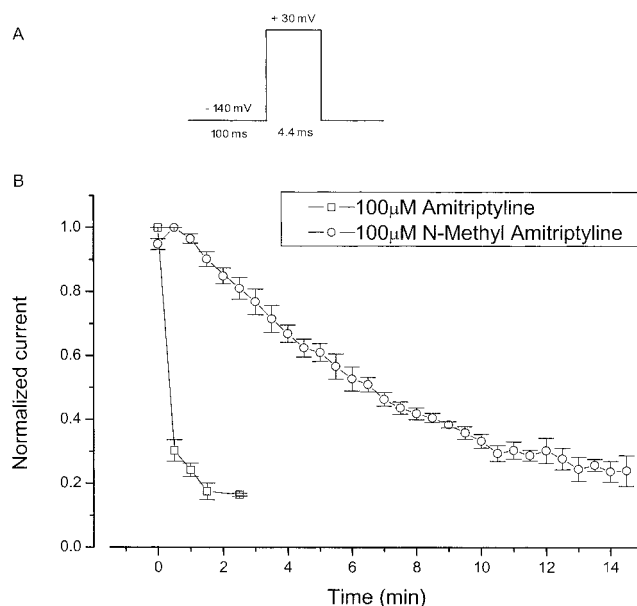 A
+ 30 mV
- 140 mV
100 ms
4.4 ms
B
100μM Amitriptyline
100μM N-Methyl Amitriptyline
1.0
0.8
0.6
0.4
0.2
0.0
Normalized current
0 2 4 6 8 10 12 14
Time (min)